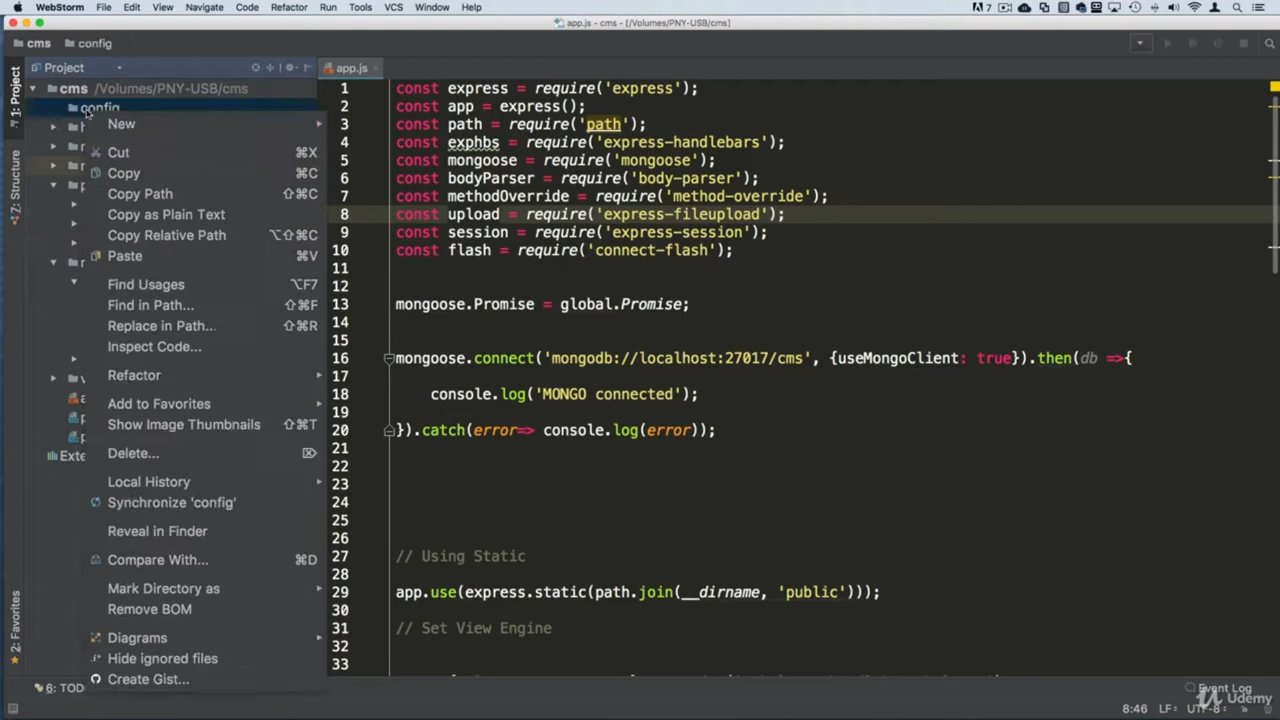 WebStorm File Edit View Navigate Code Refactor Run Tools VCS Window Help 7
app.js - cms - [/Volumes/PNY-USB/cms]
cms config
Project
app.js
1: Project
Z: Structure
2: Favorites
cms /Volumes/PNY-USB/cms
config
New
Cut ⌘X
Copy ⌘C
Copy Path ⇧⌘C
Copy as Plain Text
Copy Relative Path ⌥⇧⌘C
Paste ⌘V
Find Usages ⌥F7
Find in Path... ⇧⌘F
Replace in Path... ⇧⌘R
Inspect Code...
Refactor
Add to Favorites
Show Image Thumbnails ⇧⌘T
Delete... ⌦
Local History
Synchronize 'config'
Reveal in Finder
Compare With... ⌘D
Mark Directory as
Remove BOM
Diagrams
Hide ignored files
Create Gist...
Exte
1 const express = require('express');
2 const app = express();
3 const path = require('path');
4 const exphbs = require('express-handlebars');
5 const mongoose = require('mongoose');
6 const bodyParser = require('body-parser');
7 const methodOverride = require('method-override');
8 const upload = require('express-fileupload');
9 const session = require('express-session');
10 const flash = require('connect-flash');
11
12
13 mongoose.Promise = global.Promise;
14
15
16 mongoose.connect('mongodb://localhost:27017/cms', {useMongoClient: true}).then(db =>{
17
18 console.log('MONGO connected');
19
20 }).catch(error=> console.log(error));
21
22
23
24
25
26
27 // Using Static
28
29 app.use(express.static(path.join(__dirname, 'public')));
30
31 // Set View Engine
32
33
6: TOD
Event Log
8:46 LF÷ UTF-8÷
Udemy